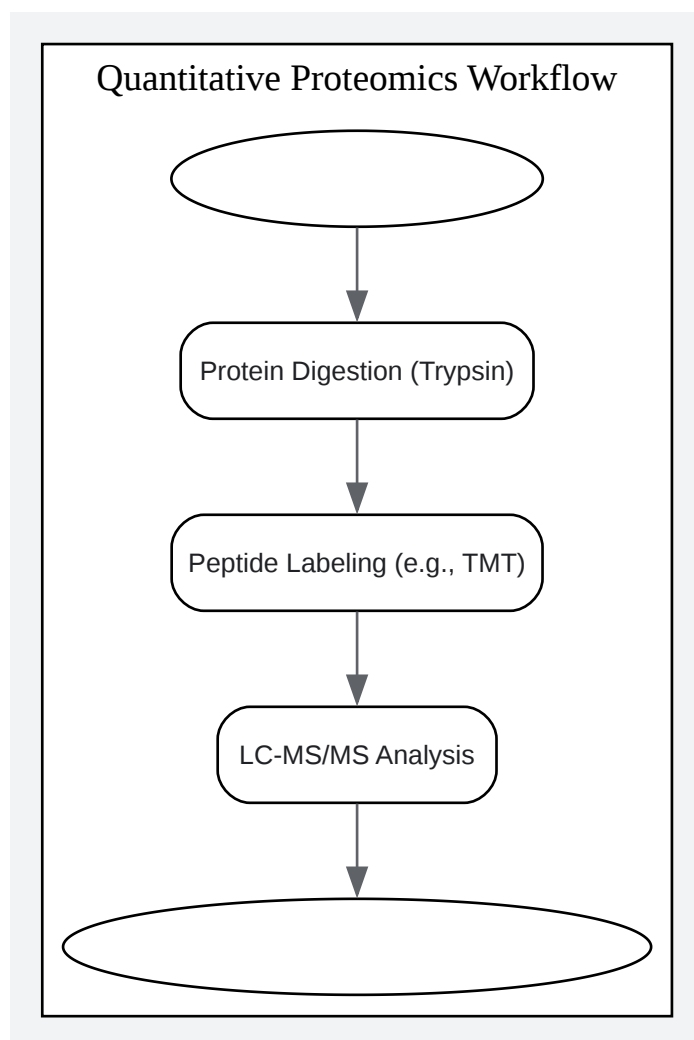 Quantitative Proteomics Workflow
Protein Digestion (Trypsin)
Peptide Labeling (e.g., TMT)
LC-MS/MS Analysis